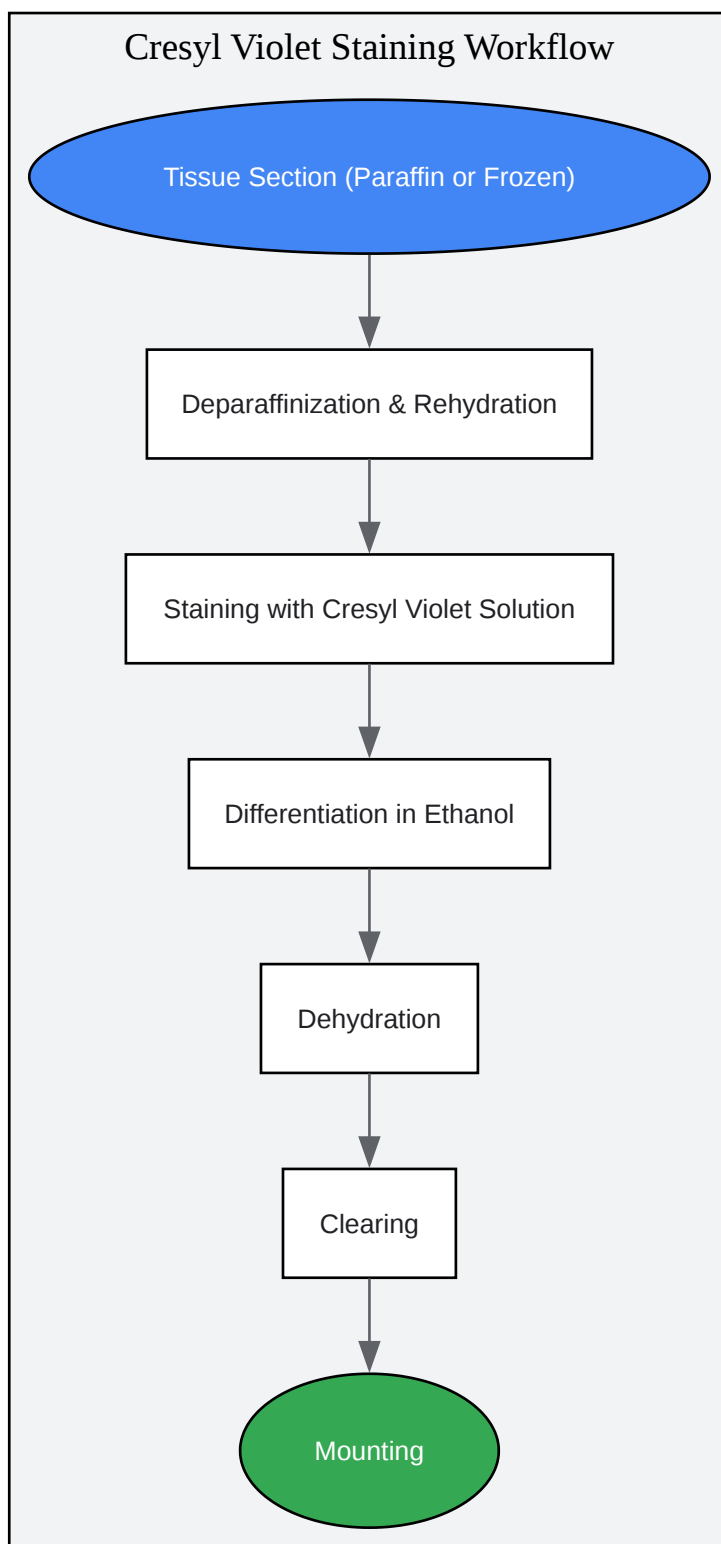 Cresyl Violet Staining Workflow
Tissue Section (Paraffin or Frozen)
Deparaffinization & Rehydration
Staining with Cresyl Violet Solution
Differentiation in Ethanol
Dehydration
Clearing
Mounting